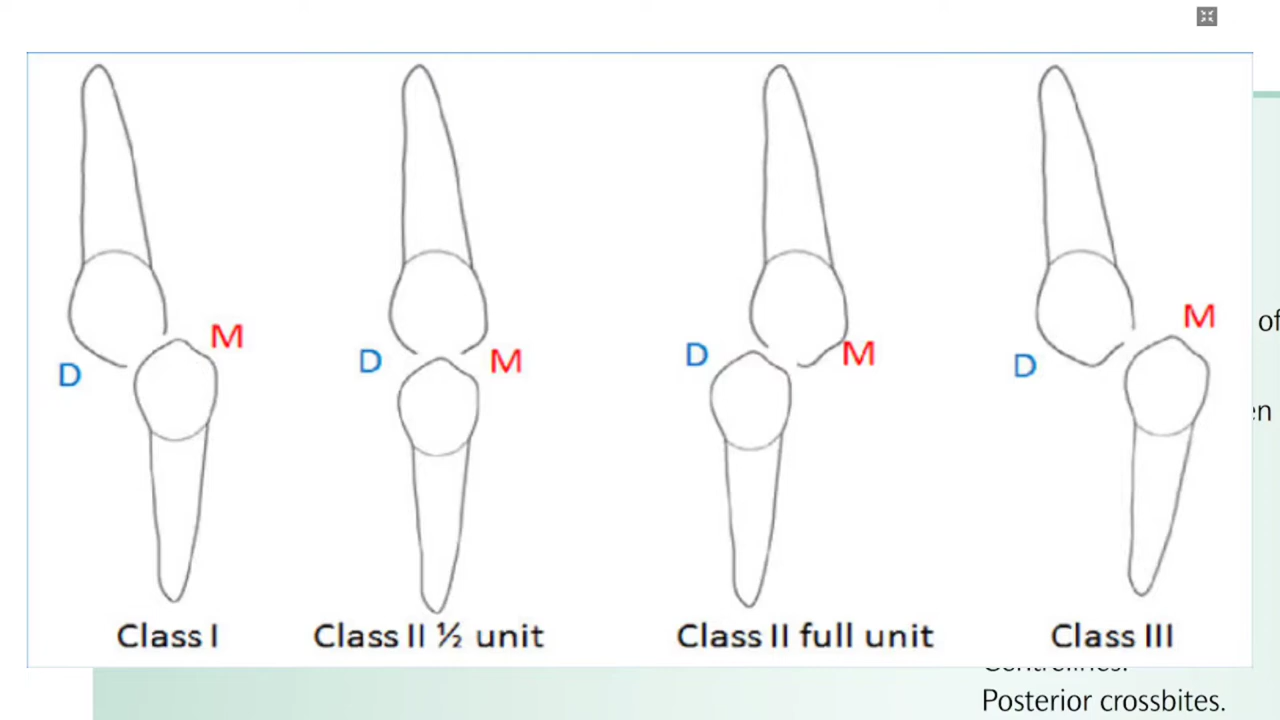 D
M
D
M
D
M
D
M
Class I
Class II ½ unit
Class II full unit
Class III
of
en
Posterior crossbites.